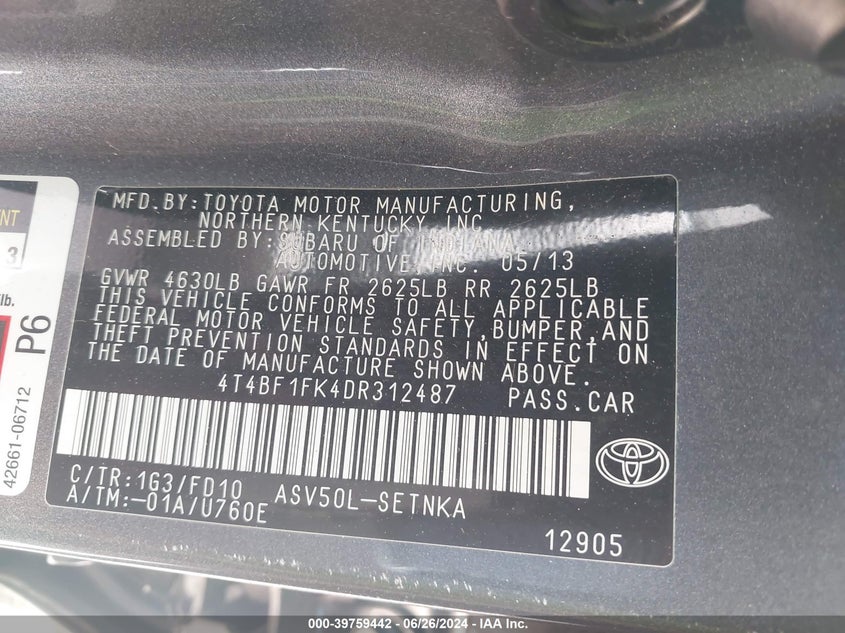 ENT
3
lb.
P6
42661-06712
MFD.BY:TOYOTA MOTOR MANUFACTURING,
NORTHERN KENTUCKY,INC.
ASSEMBLED BY:SUBARU OF INDIANA
AUTOMOTIVE,INC. 05/13
GVWR 4630LB GAWR FR 2625LB RR 2625LB
THIS VEHICLE CONFORMS TO ALL APPLICABLE
FEDERAL MOTOR VEHICLE SAFETY,BUMPER,AND
THEFT PREVENTION STANDARDS IN EFFECT ON
THE DATE OF MANUFACTURE SHOWN ABOVE.
4T4BF1FK4DR312487 PASS.CAR
C/TR:1G3/FD10 ASV50L-SETNKA
A/TM:-01A/U760E
12905
000-39759442 - 06/26/2024 - IAA Inc.